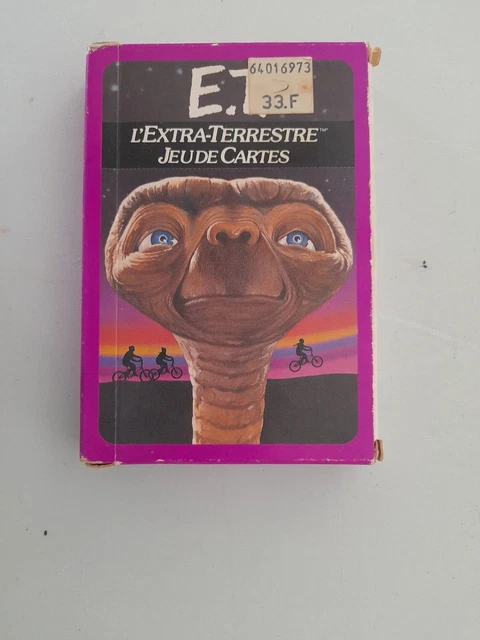 E.T.
64016973
33.F
L'EXTRA-TERRESTRE™
JEU DE CARTES